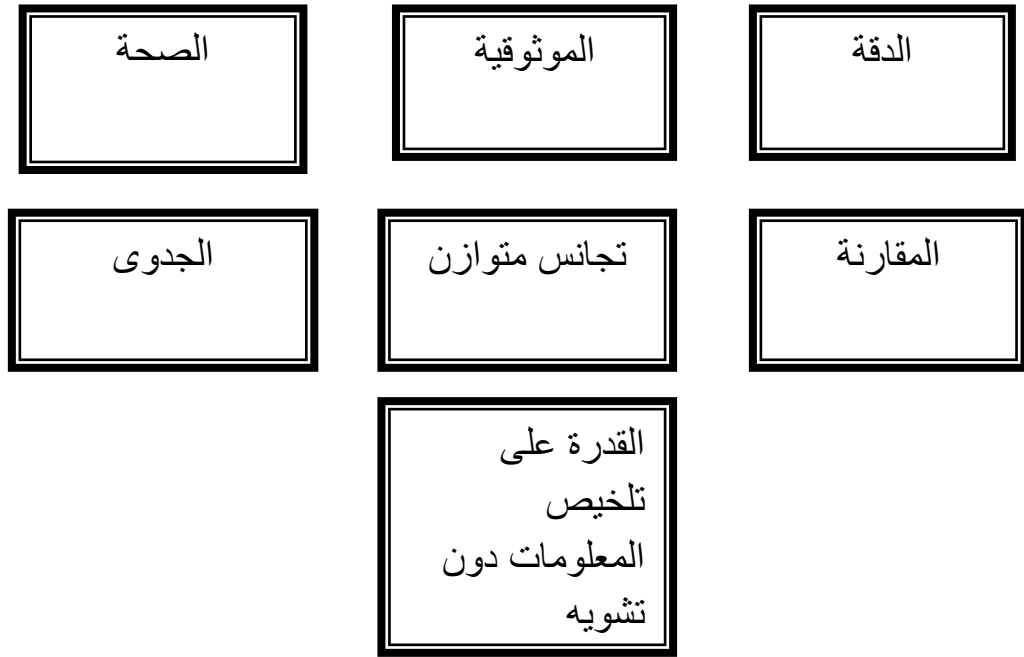 الدقة
الموثوقية
الصحة
المقارنة
تجانس متوازن
الجدوى
القدرة على
تلخيص
المعلومات دون
تشويه